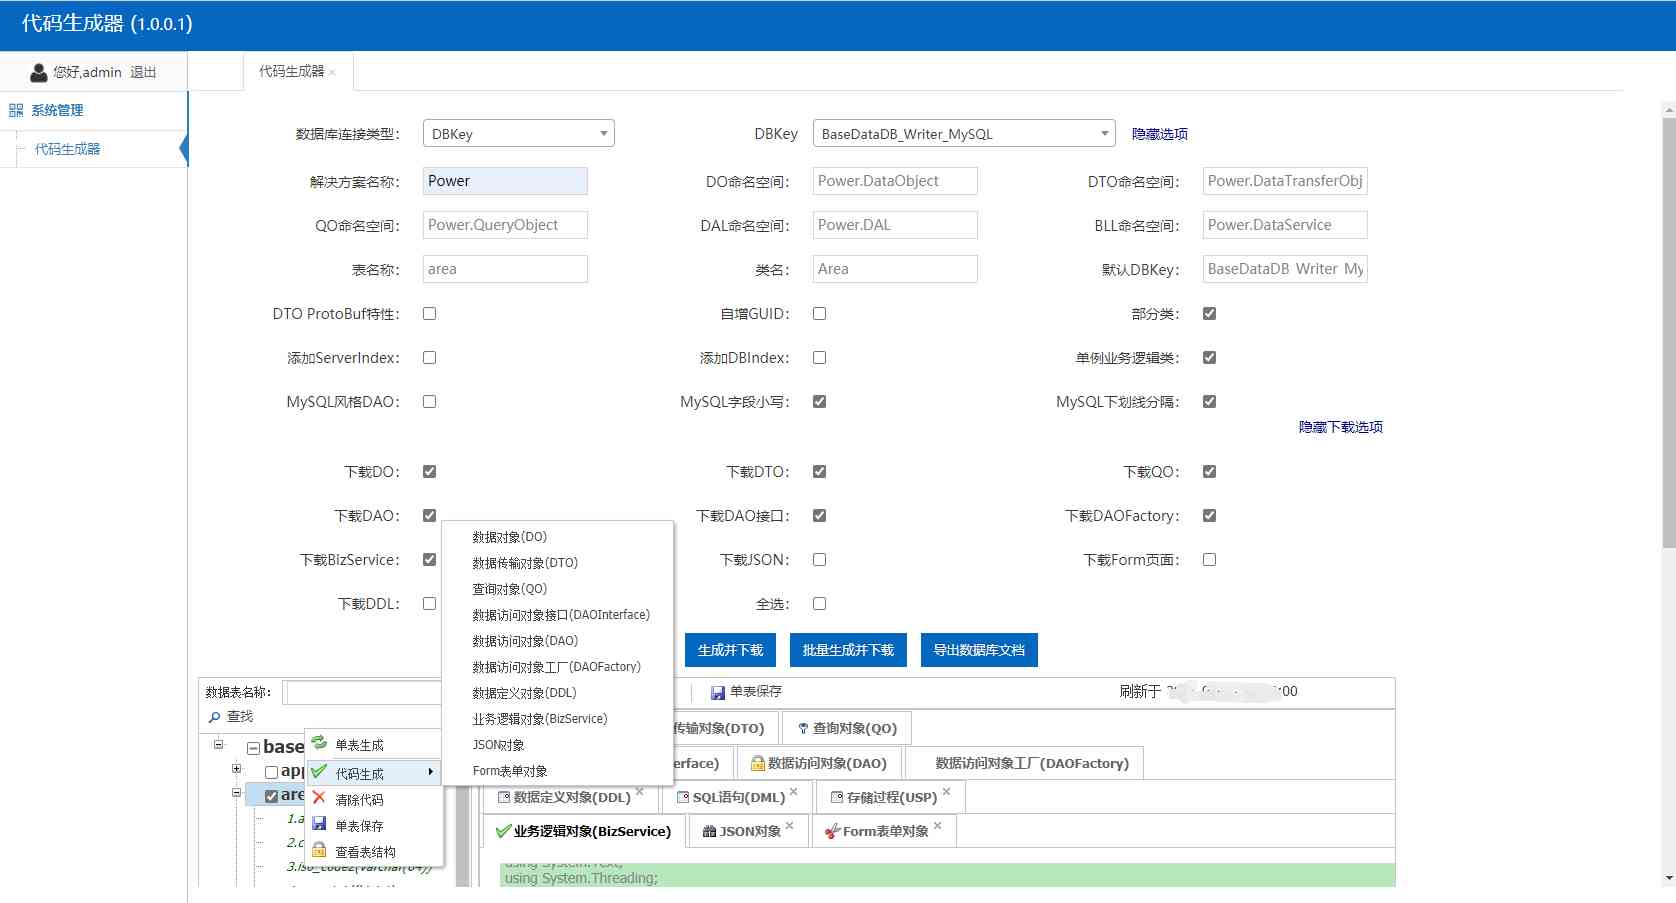 代码生成器 (1.0.0.1)
您好,admin 退出
代码生成器 ×
系统管理
代码生成器
数据库连接类型： DBKey DBKey BaseDataDB_Writer_MySQL 隐藏选项
解决方案名称： Power DO命名空间： Power.DataObject DTO命名空间： Power.DataTransferObj
QO命名空间： Power.QueryObject DAL命名空间： Power.DAL BLL命名空间： Power.DataService
表名称： area 类名： Area 默认DBKey： BaseDataDB_Writer_My
DTO ProtoBuf特性： 自增GUID： 部分类：
添加ServerIndex： 添加DBIndex： 单例业务逻辑类：
MySQL风格DAO： MySQL字段小写： MySQL下划线分隔：
隐藏下载选项
下载DO： 下载DTO： 下载QO：
下载DAO： 下载DAO接口： 下载DAOFactory：
下载BizService： 下载JSON： 下载Form页面：
下载DDL： 全选：
数据对象(DO)
数据传输对象(DTO)
查询对象(QO)
数据访问对象接口(DAOInterface)
数据访问对象(DAO)
数据访问对象工厂(DAOFactory)
数据定义对象(DDL)
业务逻辑对象(BizService)
JSON对象
Form表单对象
生成并下载 批量生成并下载 导出数据库文档
数据表名称： 单表保存 刷新于 :00
查找
base
app
are
1.a
2.c
3.iso_code2(varchar(64))
单表生成
代码生成
清除代码
单表保存
查看表结构
传输对象(DTO) 查询对象(QO)
erface) 数据访问对象(DAO) 数据访问对象工厂(DAOFactory)
数据定义对象(DDL) × SQL语句(DML) × 存储过程(USP) ×
业务逻辑对象(BizService) JSON对象 × Form表单对象 ×
using System.Text;
using System.Threading;